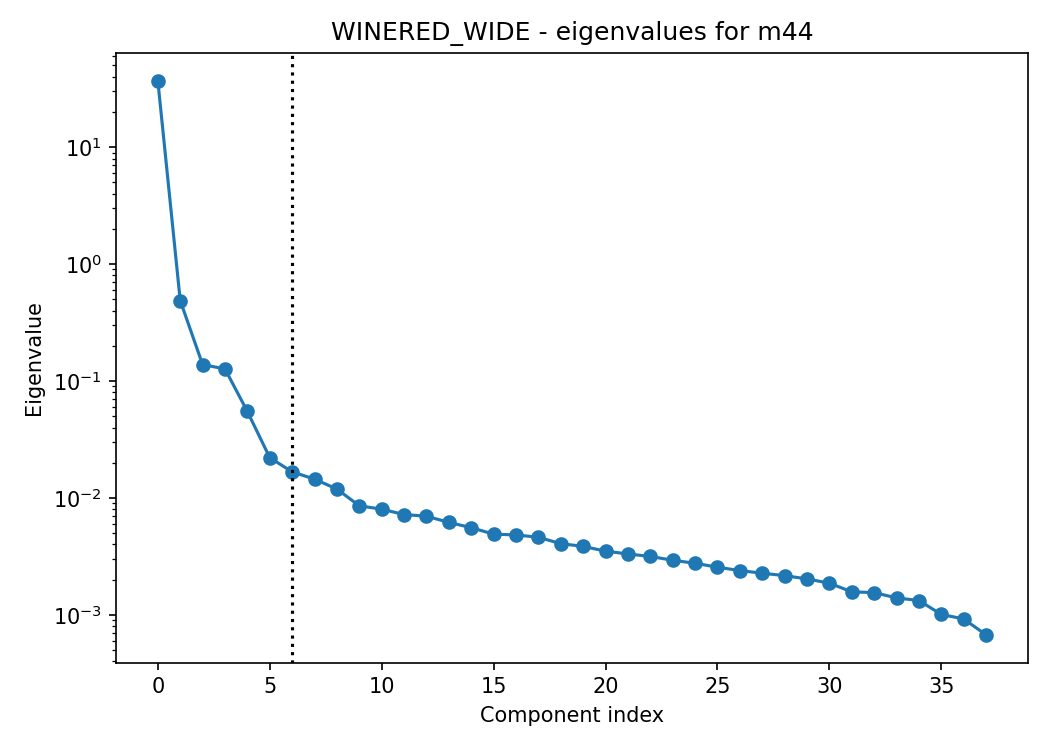 WINERED_WIDE - eigenvalues for m44
Eigenvalue
10¹
10⁰
10⁻¹
10⁻²
10⁻³
0 5 10 15 20 25 30 35
Component index